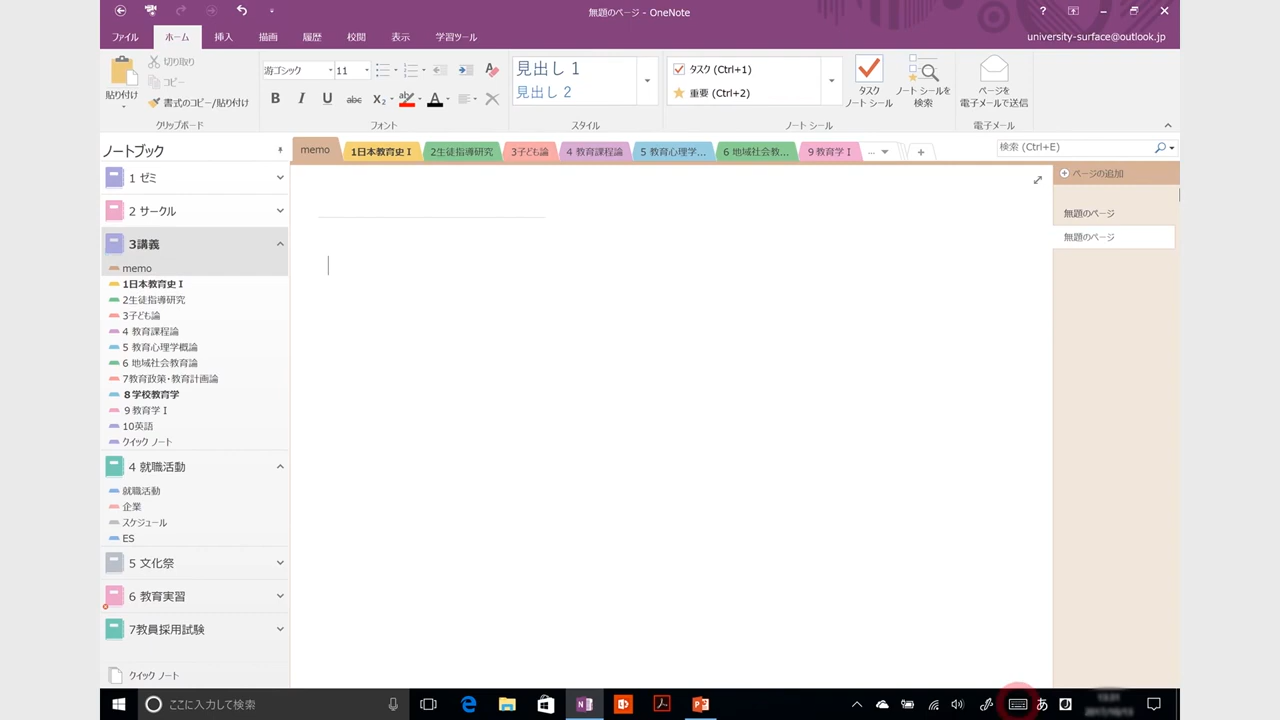 無題のページ - OneNote
?
ファイル ホーム 挿入 描画 履歴 校閲 表示 学習ツール
university-surface@outlook.jp
貼り付け
切り取り
コピー
書式のコピー/貼り付け
クリップボード
游ゴシック 11
B I U abc X₂ ab A
フォント
見出し 1
見出し 2
スタイル
タスク (Ctrl+1)
重要 (Ctrl+2)
タスク
ノート シール
ノート シールを
検索
ノート シール
ページを
電子メールで送信
電子メール
ノートブック
memo 1日本教育史Ⅰ 2生徒指導研究 3子ども論 4 教育課程論 5 教育心理学... 6 地域社会教... 9 教育学Ⅰ ... +
検索 (Ctrl+E)
1 ゼミ
2 サークル
3講義
memo
1日本教育史Ⅰ
2生徒指導研究
3子ども論
4 教育課程論
5 教育心理学概論
6 地域社会教育論
7教育政策・教育計画論
8学校教育学
9教育学Ⅰ
10英語
クイック ノート
4 就職活動
就職活動
企業
スケジュール
ES
5 文化祭
6 教育実習
7教員採用試験
クイック ノート
ページの追加
無題のページ
無題のページ
ここに入力して検索
あ
2017/10/13